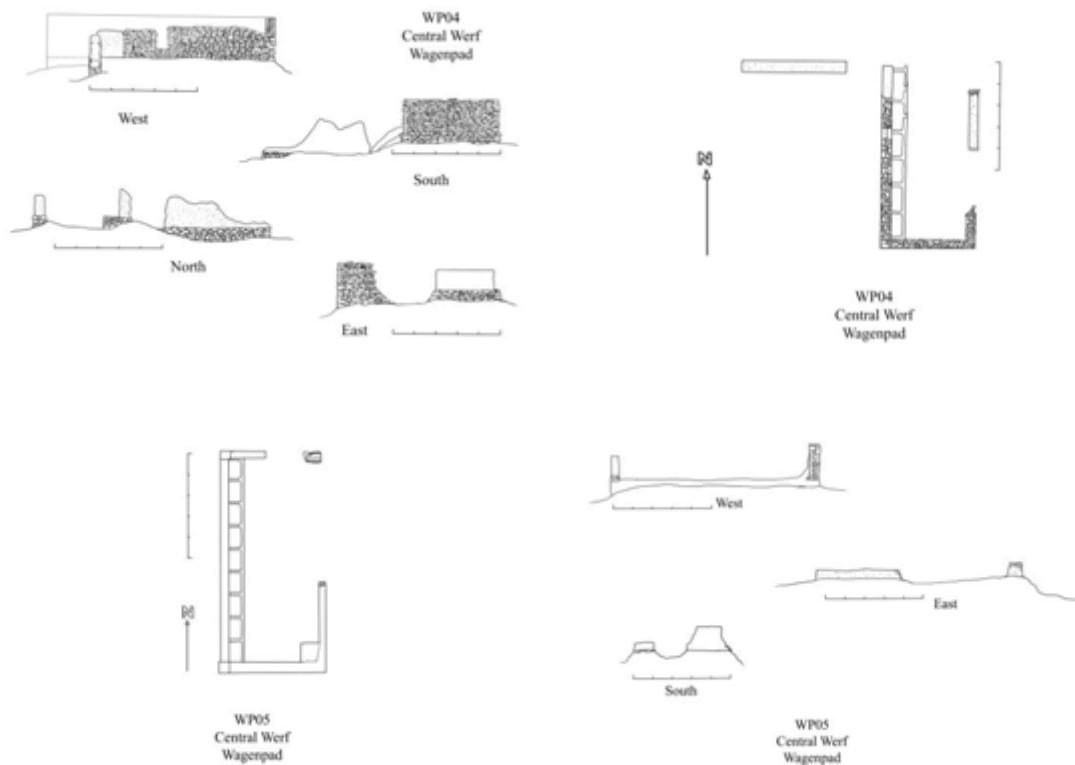 WP04
Central Werf
Wagenpad
West
South
North
East
N
WP04
Central Werf
Wagenpad
N
WP05
Central Werf
Wagenpad
West
East
South
WP05
Central Werf
Wagenpad